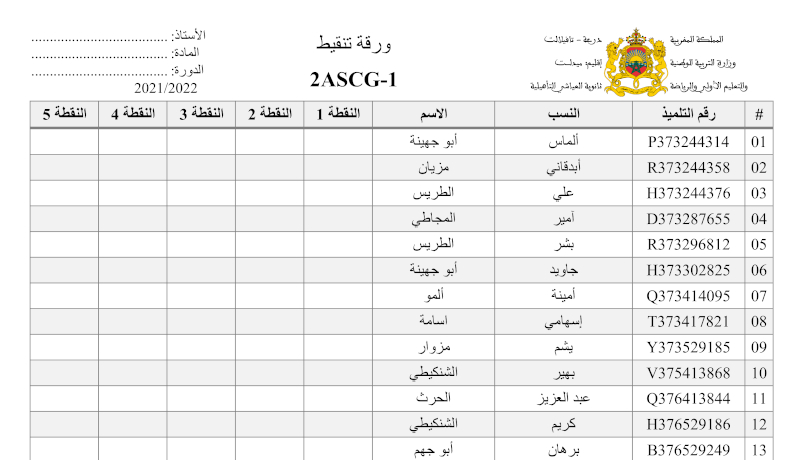 المملكة المغربية
وزارة التربية الوطنية
والتعليم الأولي والرياضة
درعة - تافيلالت
إقليم: ميدلت
ثانوية العياشي التأهيلية
ورقة تنقيط
2ASCG-1
الأستاذ: ....................................
المادة: ....................................
الدورة: ....................................
2021/2022
# رقم التلميذ النسب الاسم النقطة 1 النقطة 2 النقطة 3 النقطة 4 النقطة 5
01 P373244314 ألماس أبو جهينة
02 R373244358 أبدقاني مزيان
03 H373244376 علي الطريس
04 D373287655 أمير المجاطي
05 R373296812 بشر الطريس
06 H373302825 جاويد أبو جهينة
07 Q373414095 أمينة ألمو
08 T373417821 إسهامي اسامة
09 Y373529185 يشم مزوار
10 V375413868 بهير الشنكيطي
11 Q376413844 عبد العزيز الحرث
12 H376529186 كريم الشنكيطي
13 B376529249 برهان أبو جهم